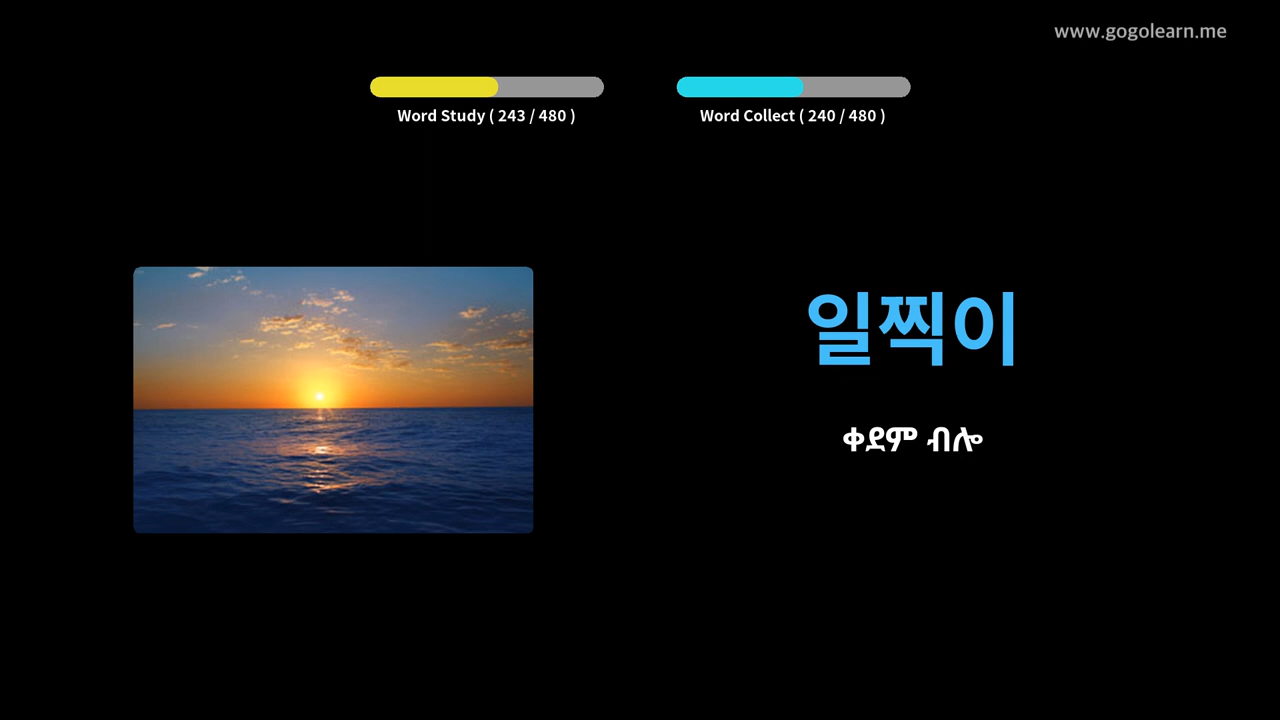 www.gogolearn.me
Word Study ( 243 / 480 )
Word Collect ( 240 / 480 )
일찍이
ቀደም ብሎ